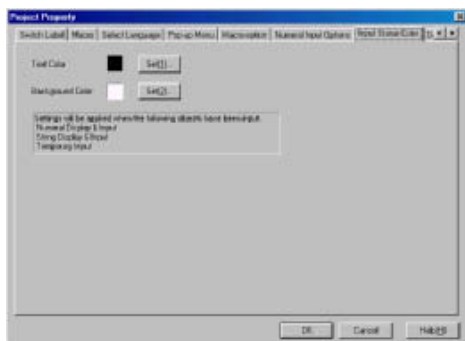 Project Property
Switch Label Macro Select Language Pop-up Menu Macro option Numeral Input Options Input Status Color
Text Color Set(1)...
Background Color Set(2)...
Settings will be applied when the following objects have been input.
Numeral Display & Input
String Display & Input
Temporary Input
OK Cancel Help(H)